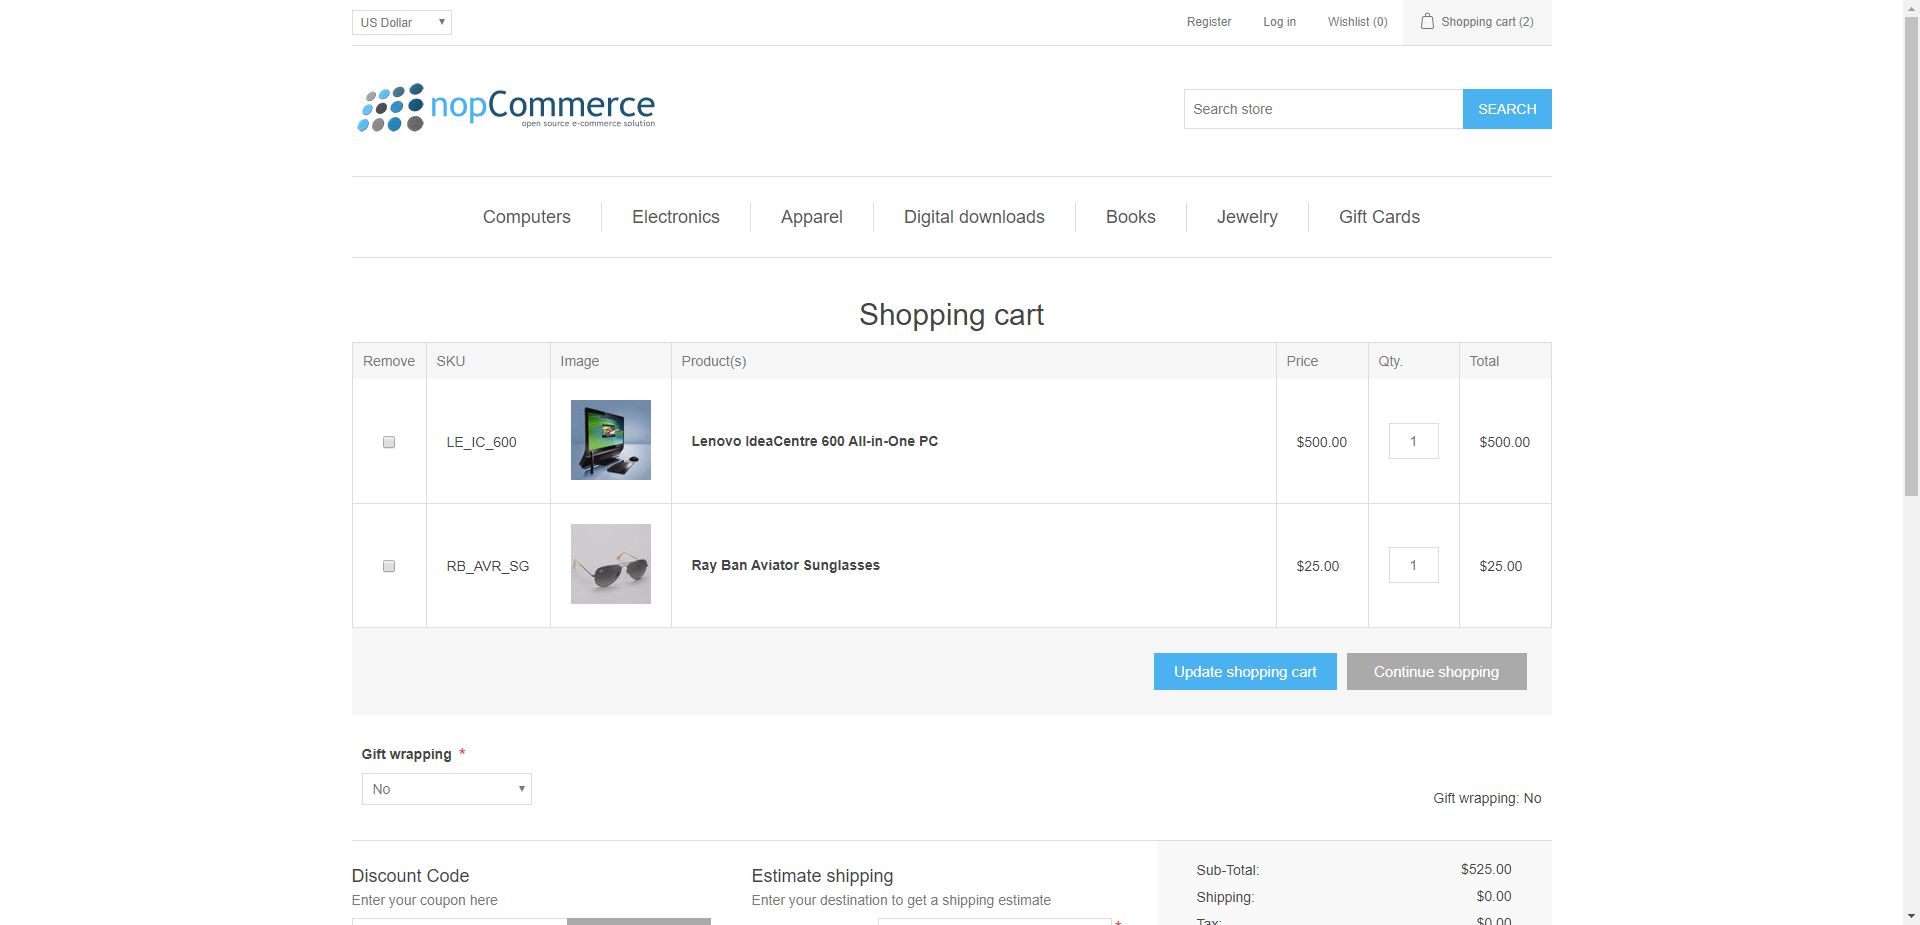 US Dollar
Register
Log in
Wishlist (0)
Shopping cart (2)
nopCommerce
open source e-commerce solution
Search store
SEARCH
Computers
Electronics
Apparel
Digital downloads
Books
Jewelry
Gift Cards
Shopping cart
Remove SKU Image Product(s) Price Qty. Total
LE_IC_600 Lenovo IdeaCentre 600 All-in-One PC $500.00 1 $500.00
RB_AVR_SG Ray Ban Aviator Sunglasses $25.00 1 $25.00
Update shopping cart
Continue shopping
Gift wrapping *
No
Gift wrapping: No
Discount Code
Enter your coupon here
Estimate shipping
Enter your destination to get a shipping estimate
*
Sub-Total: $525.00
Shipping: $0.00
Tax: $0.00